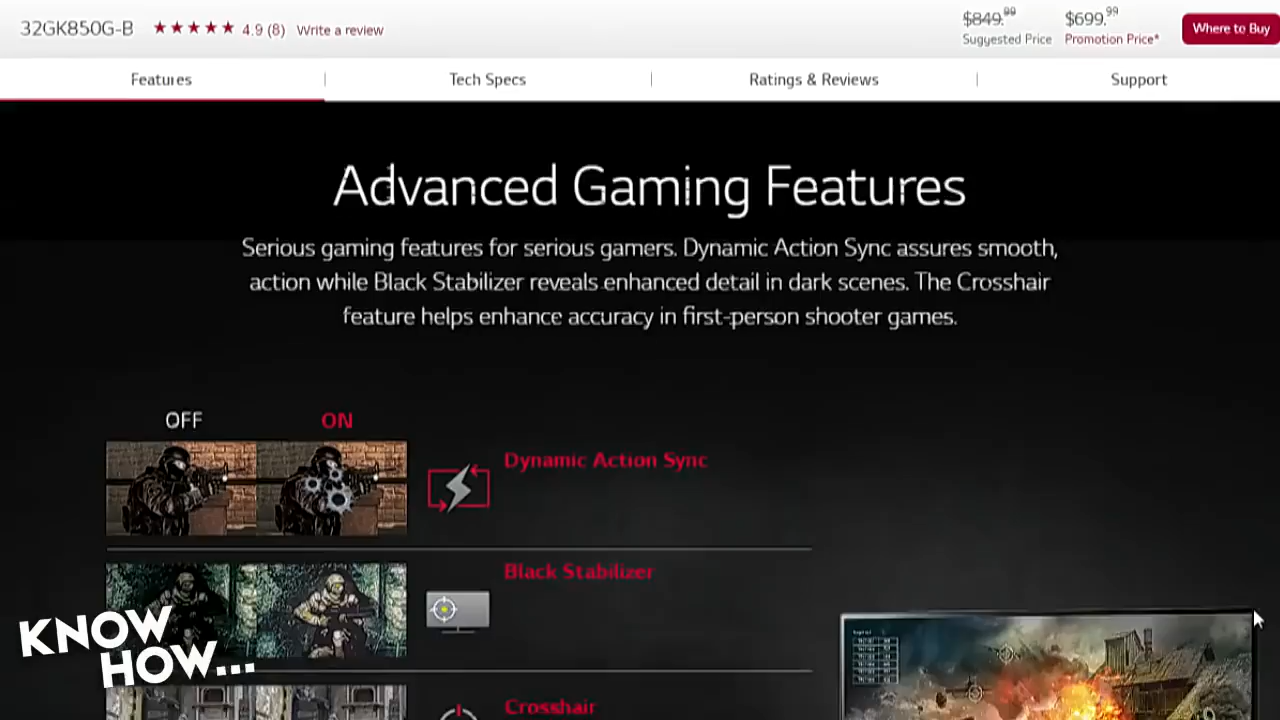 32GK850G-B 4.9 (8) Write a review
$849.99 $699.99
Suggested Price Promotion Price* Where to Buy
Features Tech Specs Ratings & Reviews Support
Advanced Gaming Features
Serious gaming features for serious gamers. Dynamic Action Sync assures smooth,
action while Black Stabilizer reveals enhanced detail in dark scenes. The Crosshair
feature helps enhance accuracy in first-person shooter games.
OFF ON
Dynamic Action Sync
Black Stabilizer
Crosshair
KNOW
HOW...